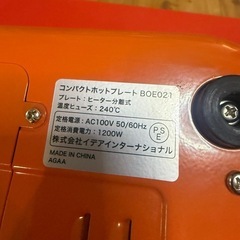 コンパクトホットプレート BOE021
プレート：ヒーター分離式
温度ヒューズ：240℃
定格電源：AC100V 50/60Hz
定格消費電力：1200W
PSE
株式会社イデアインターナショナル
MADE IN CHINA
AGAA